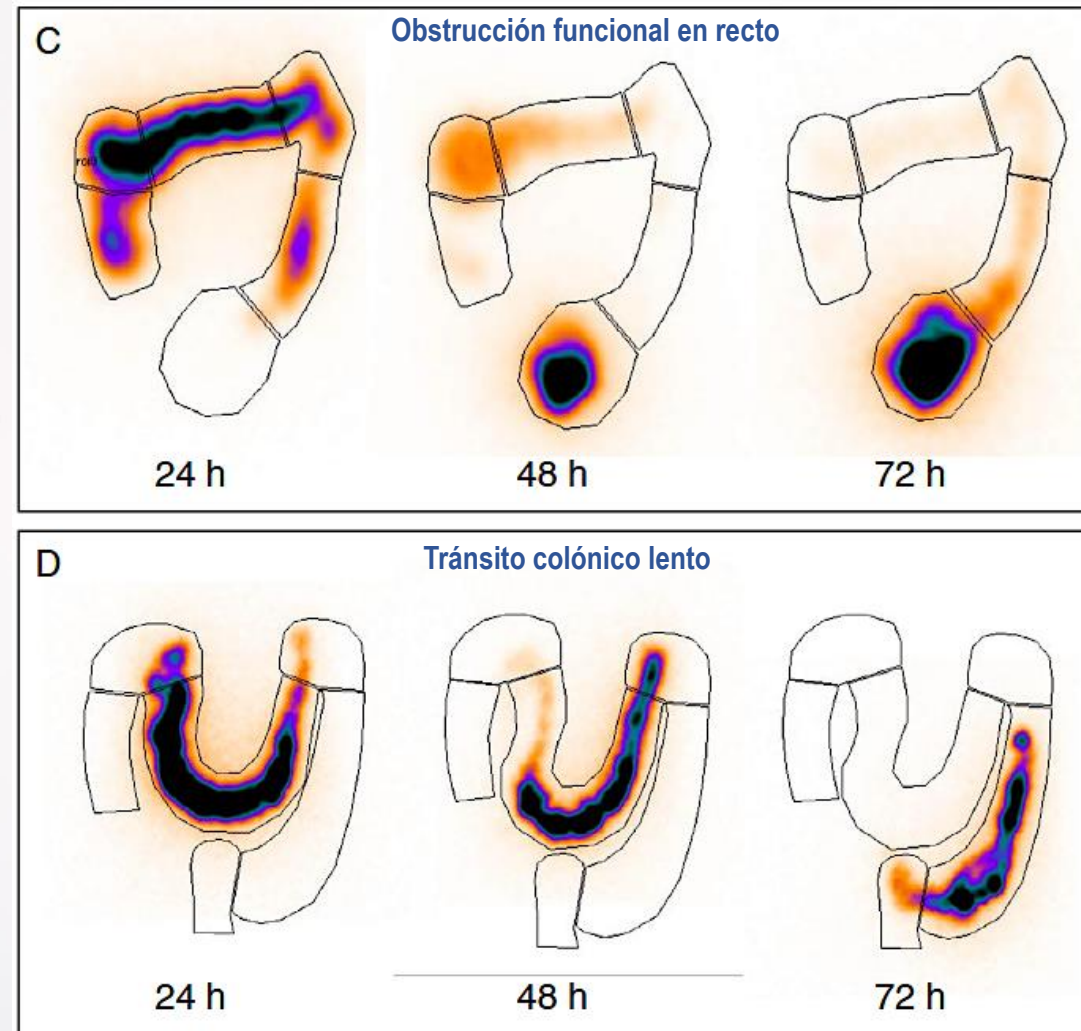 C
Obstrucción funcional en recto
24 h
48 h
72 h
D
Tránsito colónico lento
24 h
48 h
72 h